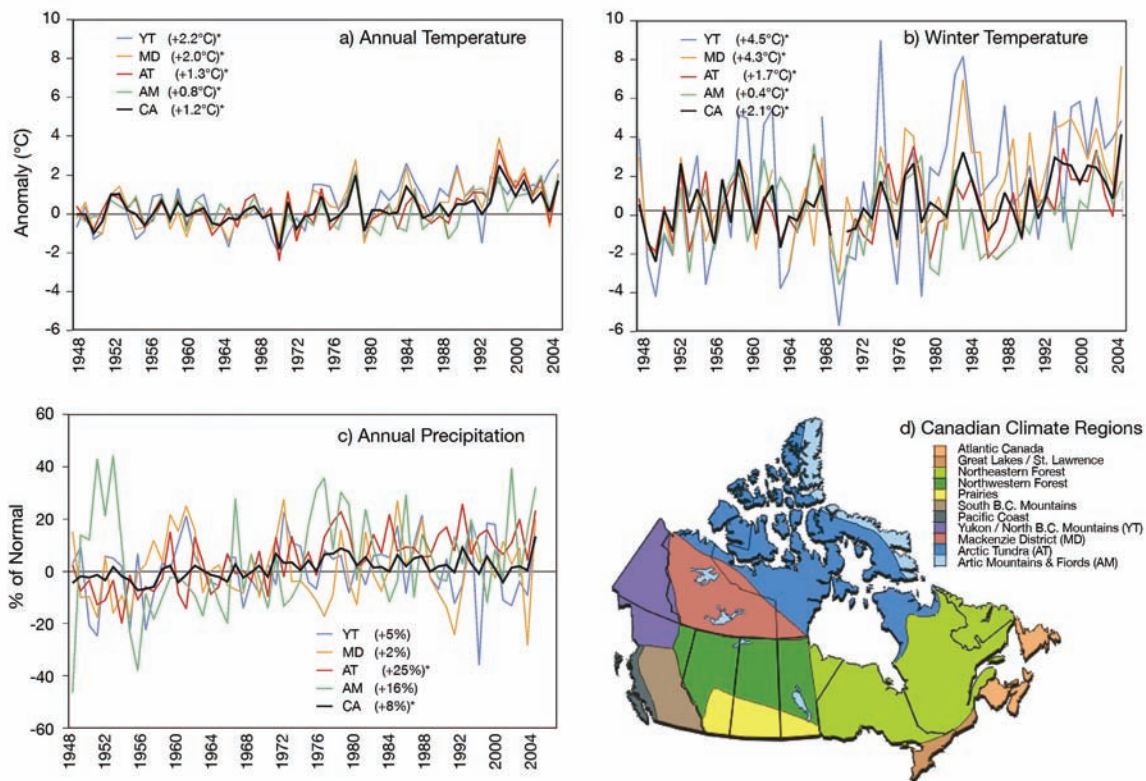 a) Annual Temperature
YT (+2.2°C)*
MD (+2.0°C)*
AT (+1.3°C)*
AM (+0.8°C)*
CA (+1.2°C)*
Anomaly (°C)
10
8
6
4
2
0
-2
-4
-6
1948
1952
1956
1960
1964
1968
1972
1976
1980
1984
1988
1992
1996
2000
2004
b) Winter Temperature
YT (+4.5°C)*
MD (+4.3°C)*
AT (+1.7°C)*
AM (+0.4°C)*
CA (+2.1°C)*
10
8
6
4
2
0
-2
-4
-6
1948
1952
1956
1960
1964
1968
1972
1976
1980
1984
1988
1992
1996
2000
2004
c) Annual Precipitation
% of Normal
60
40
20
0
-20
-40
-60
YT (+5%)
MD (+2%)
AT (+25%)*
AM (+16%)
CA (+8%)*
1948
1952
1956
1960
1964
1968
1972
1976
1980
1984
1988
1992
1996
2000
2004
d) Canadian Climate Regions
Atlantic Canada
Great Lakes / St. Lawrence
Northeastern Forest
Northwestern Forest
Prairies
South B.C. Mountains
Pacific Coast
Yukon / North B.C. Mountains (YT)
Mackenzie District (MD)
Arctic Tundra (AT)
Artic Mountains & Fiords (AM)